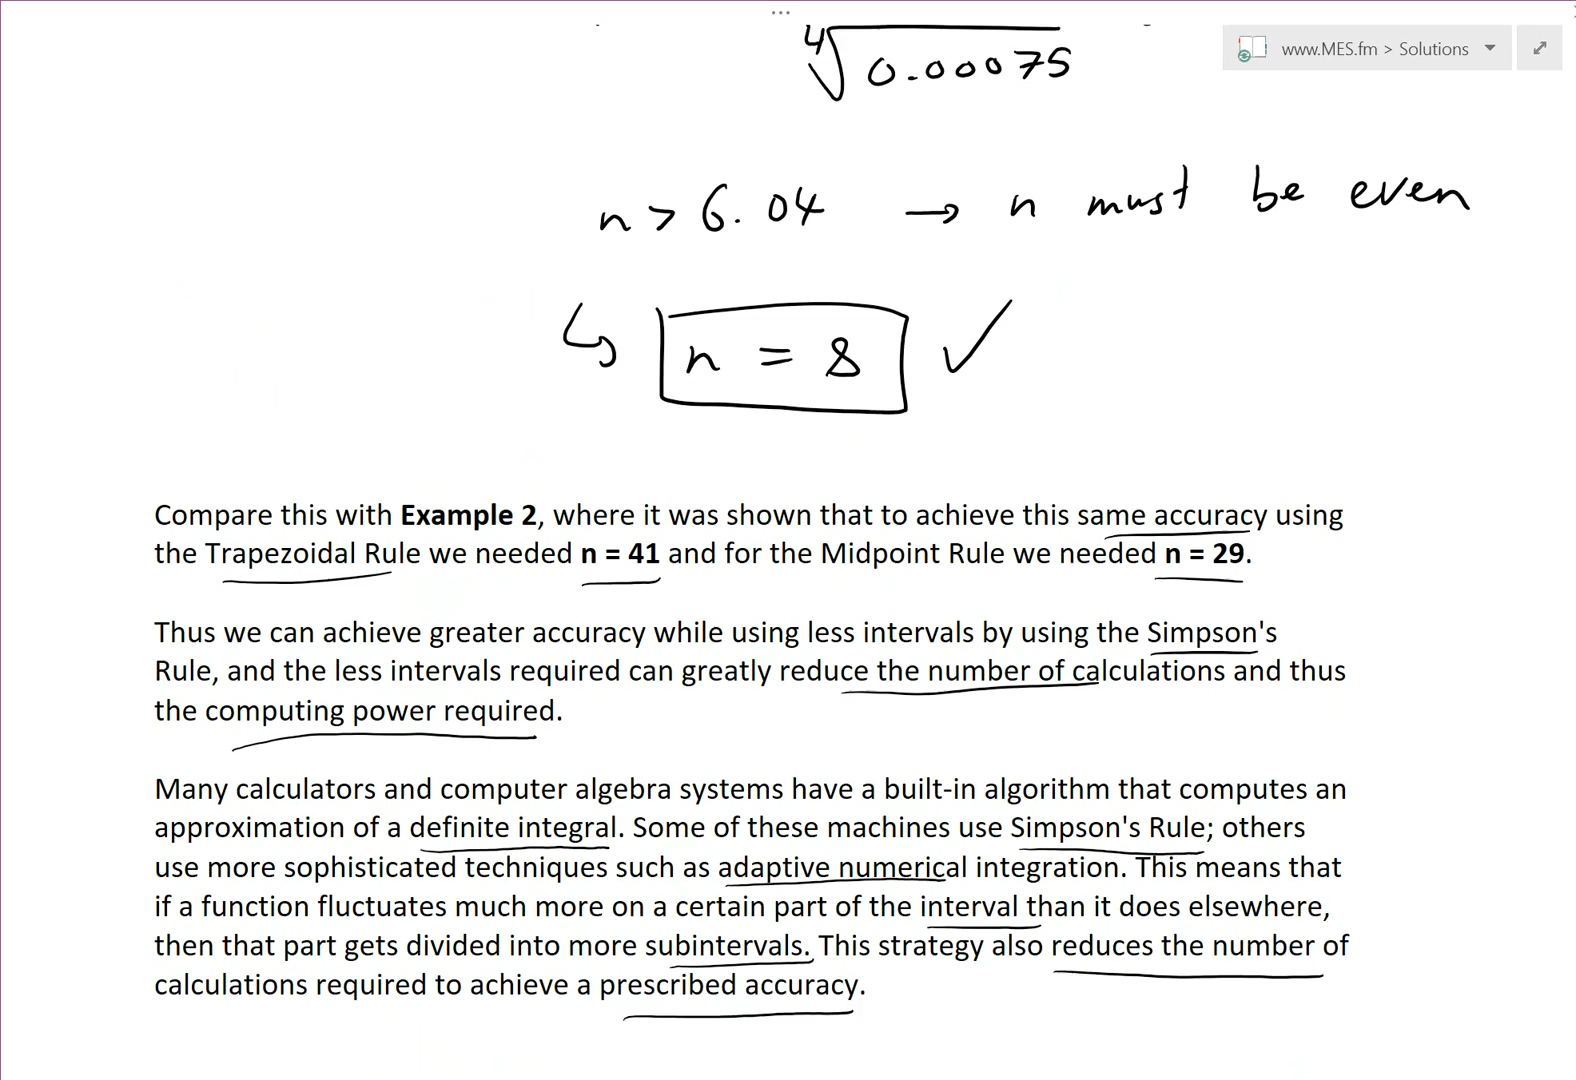 ⁴√0.00075
www.MES.fm > Solutions
n > 6.04 → n must be even
↳ n = 8 ✓
Compare this with Example 2, where it was shown that to achieve this same accuracy using
the Trapezoidal Rule we needed n = 41 and for the Midpoint Rule we needed n = 29.
Thus we can achieve greater accuracy while using less intervals by using the Simpson's
Rule, and the less intervals required can greatly reduce the number of calculations and thus
the computing power required.
Many calculators and computer algebra systems have a built-in algorithm that computes an
approximation of a definite integral. Some of these machines use Simpson's Rule; others
use more sophisticated techniques such as adaptive numerical integration. This means that
if a function fluctuates much more on a certain part of the interval than it does elsewhere,
then that part gets divided into more subintervals. This strategy also reduces the number of
calculations required to achieve a prescribed accuracy.